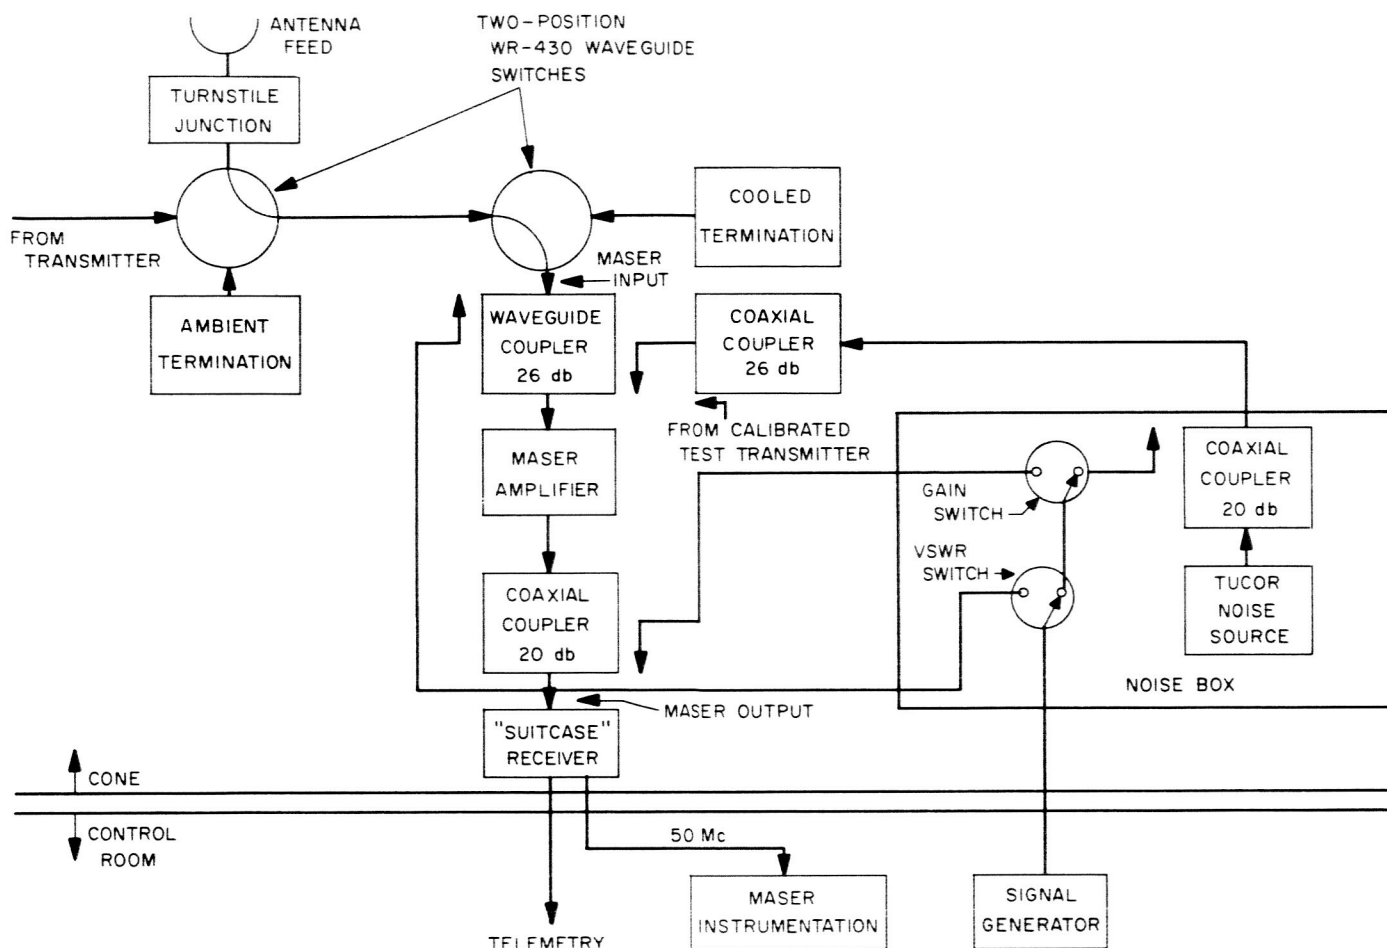 ANTENNA
FEED
TWO-POSITION
WR-430 WAVEGUIDE
SWITCHES
TURNSTILE
JUNCTION
FROM
TRANSMITTER
COOLED
TERMINATION
MASER
INPUT
AMBIENT
TERMINATION
WAVEGUIDE
COUPLER
26 db
COAXIAL
COUPLER
26 db
FROM CALIBRATED
TEST TRANSMITTER
MASER
AMPLIFIER
GAIN
SWITCH
COAXIAL
COUPLER
20 db
VSWR
SWITCH
TUCOR
NOISE
SOURCE
COAXIAL
COUPLER
20 db
NOISE BOX
MASER OUTPUT
"SUITCASE"
RECEIVER
CONE
CONTROL
ROOM
50 Mc
MASER
INSTRUMENTATION
SIGNAL
GENERATOR
TELEMETRY